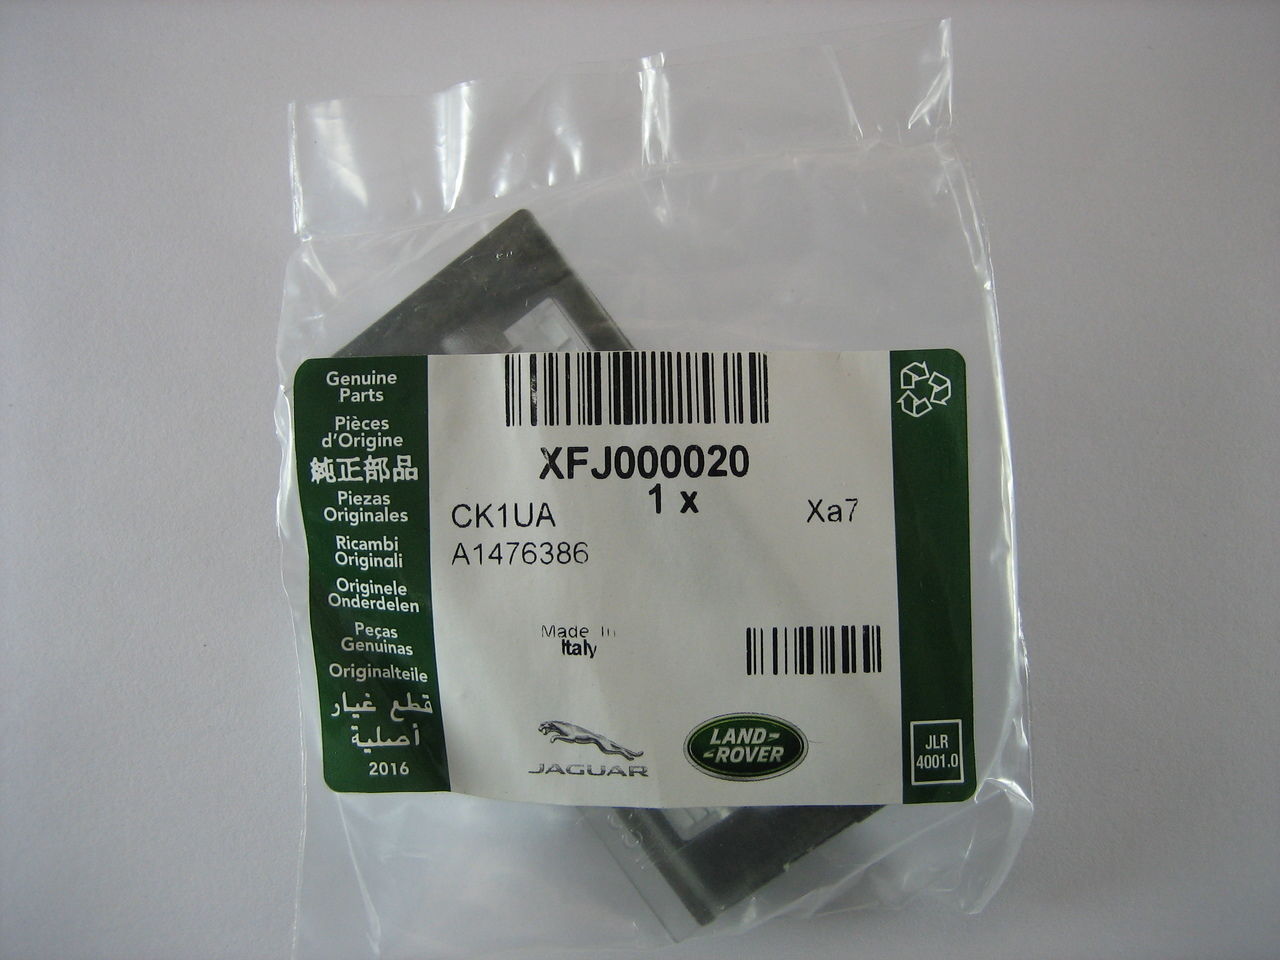 Genuine
Parts
Pièces
d'Origine
純正部品
Piezas
Originales
Ricambi
Originali
Originele
Onderdelen
Peças
Genuinas
Originalteile
قطع غيار
أصلية
2016
XFJ000020
1 x
CK1UA
Xa7
A1476386
Made In
Italy
JAGUAR
LAND-
-ROVER
JLR
4001.0